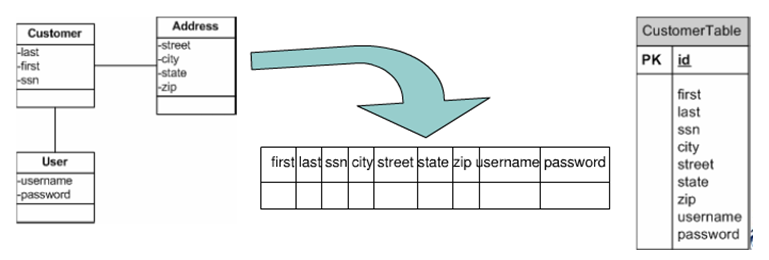 Customer
-last
-first
-ssn
Address
-street
-city
-state
-zip
User
-username
-password
first last ssn city street state zip username password
CustomerTable
PK id
first
last
ssn
city
street
state
zip
username
password